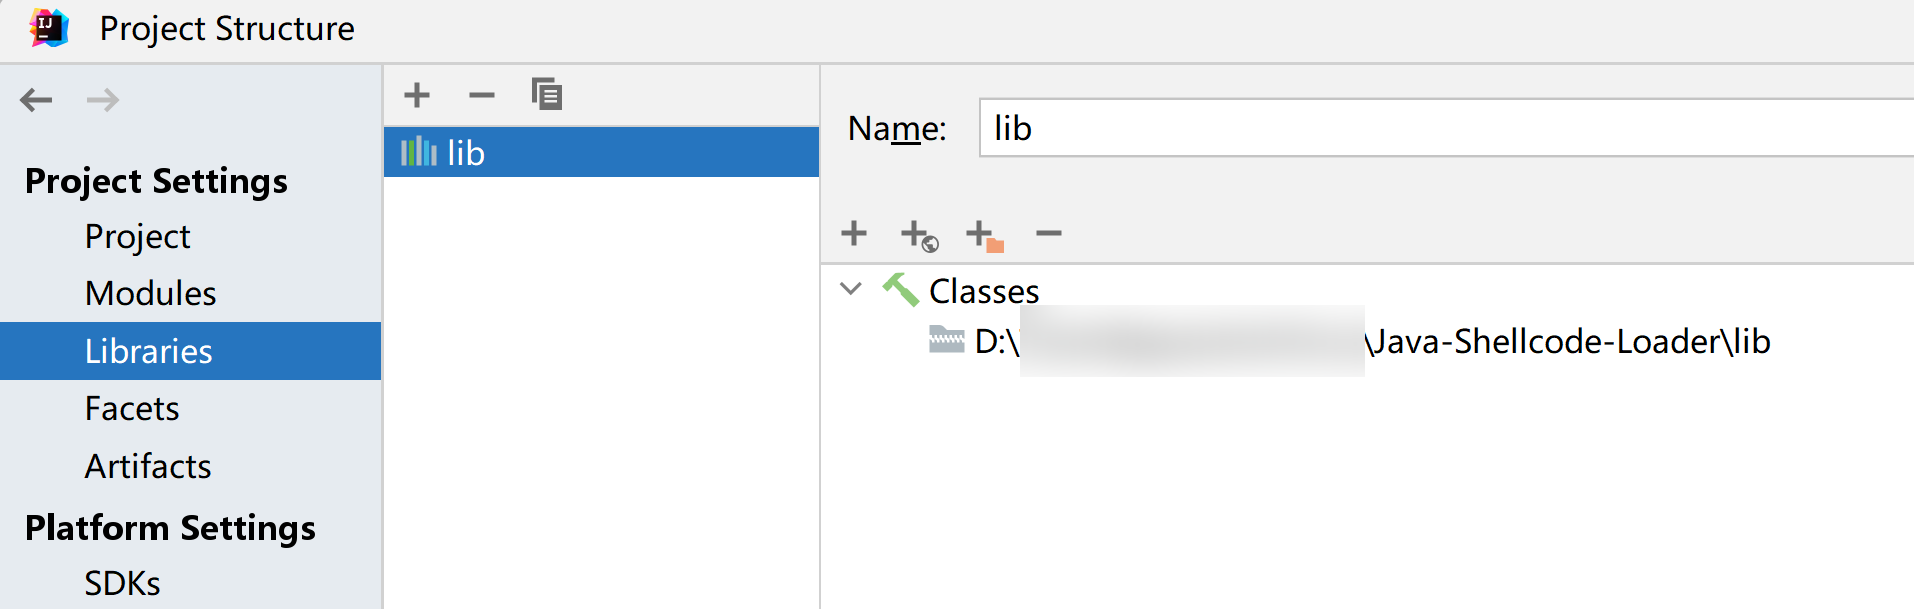 Project Structure
Project Settings
Project
Modules
Libraries
Facets
Artifacts
Platform Settings
SDKs
lib
Name: lib
Classes
D:\ \Java-Shellcode-Loader\lib